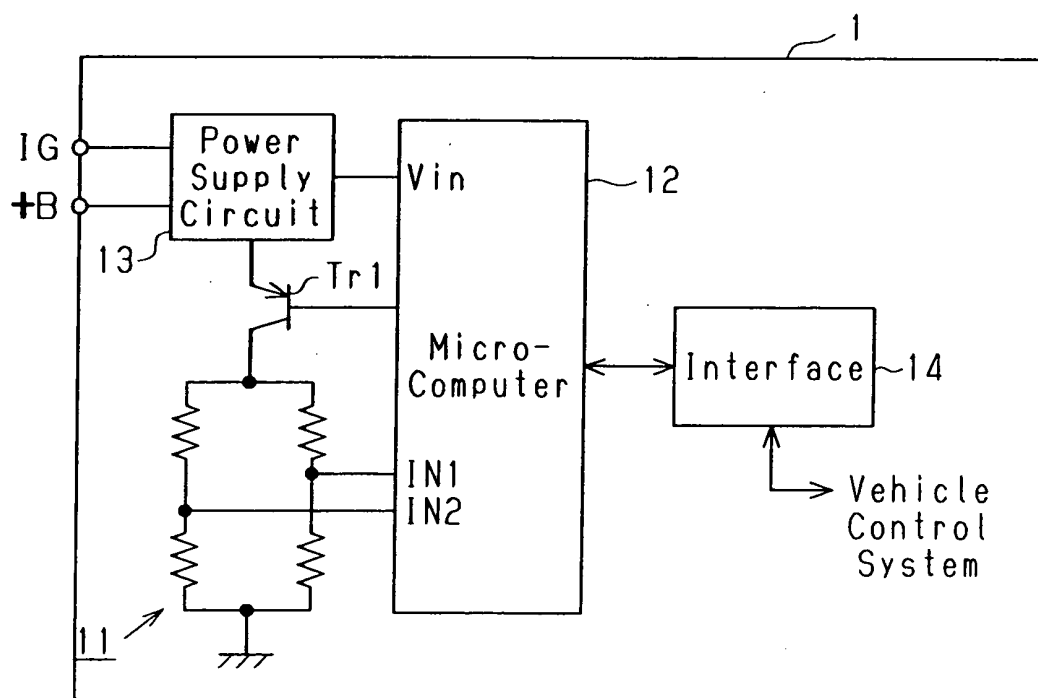 1
IG
+B
Power
Supply
Circuit
13
Vin
12
Tr1
Micro-
Computer
Interface
14
IN1
IN2
Vehicle
Control
System
11